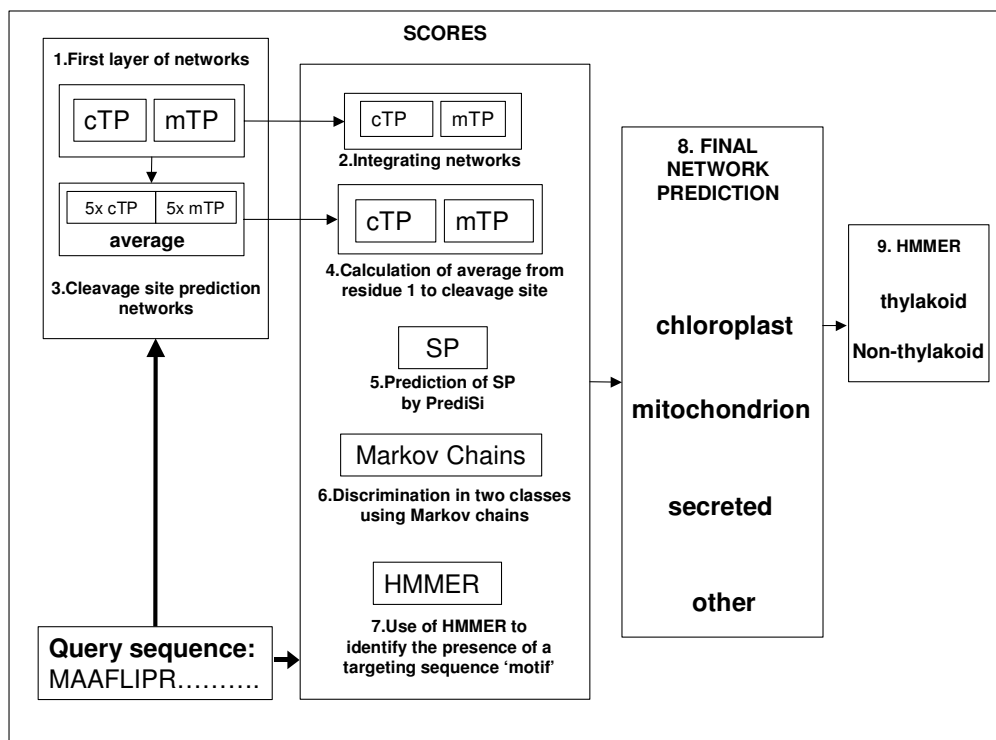 SCORES
1.First layer of networks
cTP
mTP
5x cTP
5x mTP
average
3.Cleavage site prediction
networks
cTP
mTP
2.Integrating networks
cTP
mTP
4.Calculation of average from
residue 1 to cleavage site
SP
5.Prediction of SP
by PrediSi
Markov Chains
6.Discrimination in two classes
using Markov chains
HMMER
7.Use of HMMER to
identify the presence of a
targeting sequence ‘motif’
Query sequence:
MAAFLIPR……….
8. FINAL
NETWORK
PREDICTION
chloroplast
mitochondrion
secreted
other
9. HMMER
thylakoid
Non-thylakoid